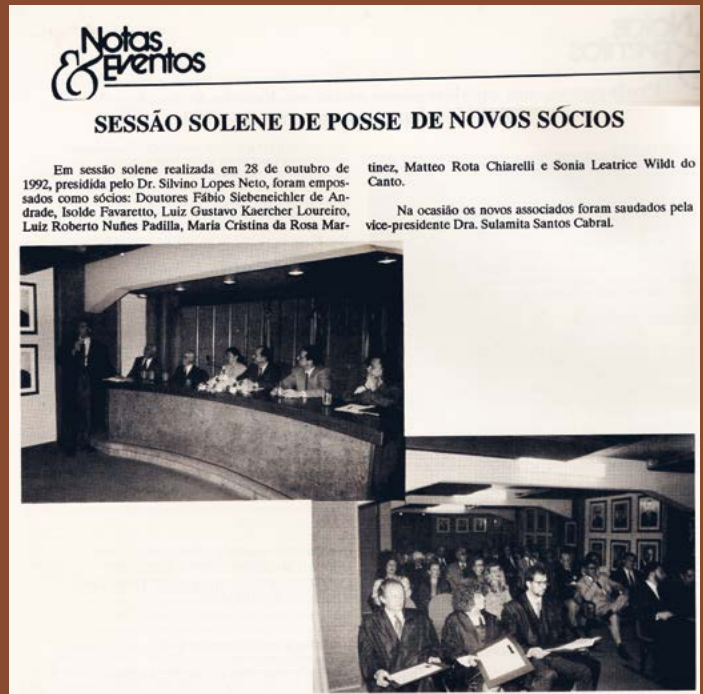 Notas
& Eventos
SESSÃO SOLENE DE POSSE DE NOVOS SÓCIOS
Em sessão solene realizada em 28 de outubro de
1992, presidida pelo Dr. Silvino Lopes Neto, foram empos-
sados como sócios: Doutores Fábio Siebeneichler de An-
drade, Isolde Favaretto, Luiz Gustavo Kaercher Loureiro,
Luiz Roberto Nuñes Padilla, Maria Cristina da Rosa Mar-
tinez, Matteo Rota Chiarelli e Sonia Leatrice Wildt do
Canto.
Na ocasião os novos associados foram saudados pela
vice-presidente Dra. Sulamita Santos Cabral.